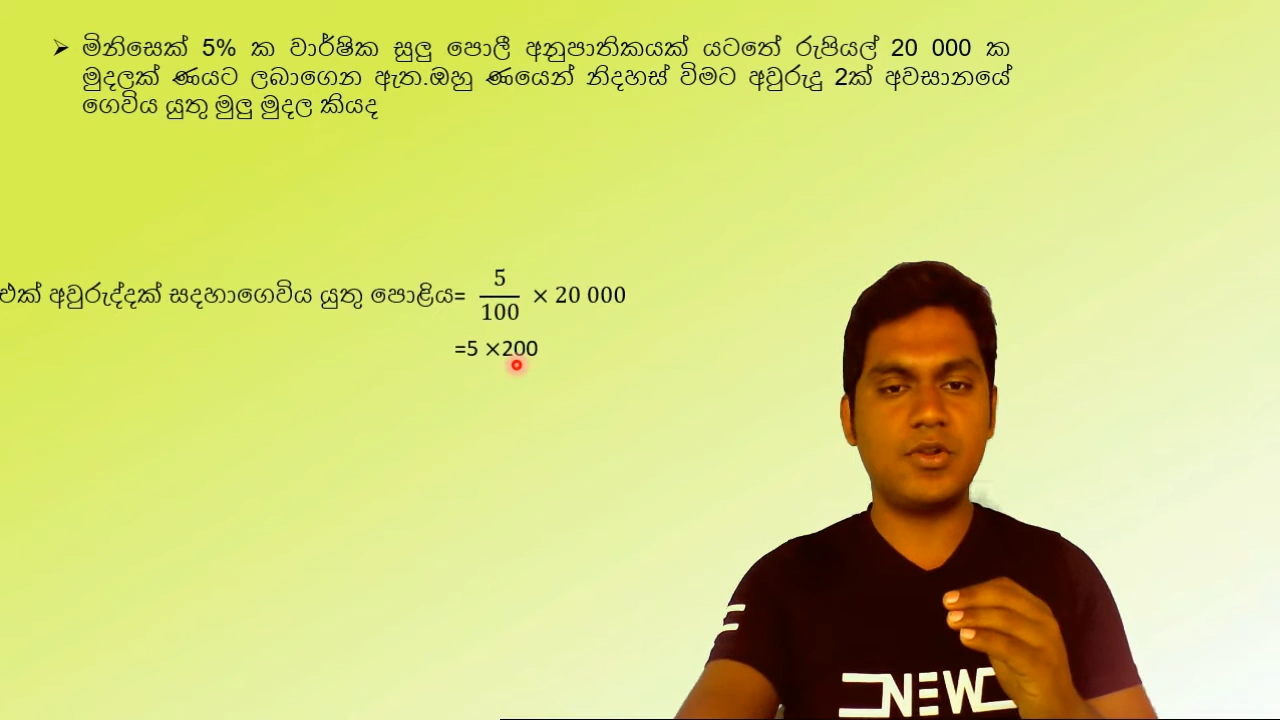 ➢ මිනිසෙක් 5% ක වාර්ෂික සුලු පොලී අනුපාතිකයක් යටතේ රුපියල් 20 000 ක
මුදලක් ණයට ලබාගෙන ඇත.ඔහු ණයෙන් නිදහස් විමට අවුරුදු 2ක් අවසානයේ
ගෙවිය යුතු මුලු මුදල කියද
එක් අවුරුද්දක් සදහාගෙවිය යුතු පොළිය= 5/100 × 20 000
=5 ×200
NEW